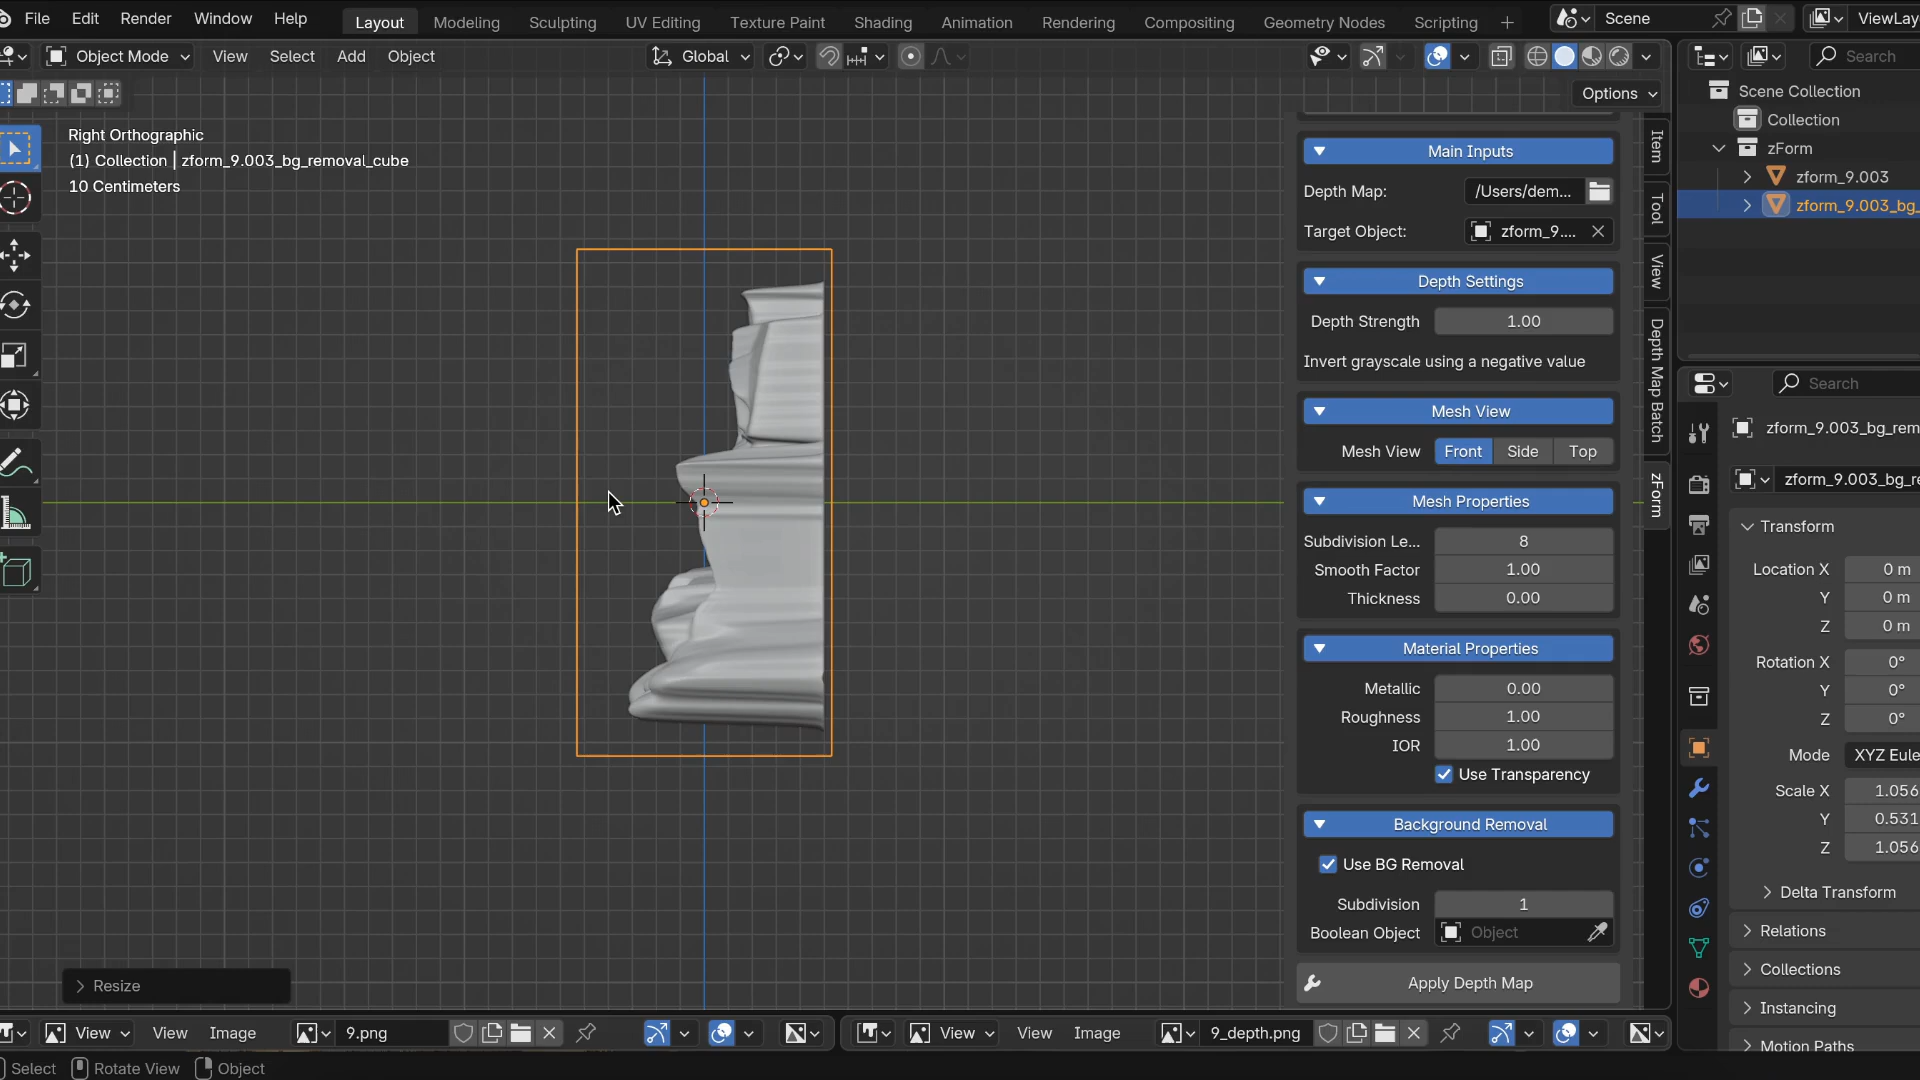 File Edit Render Window Help Layout Modeling Sculpting UV Editing Texture Paint Shading Animation Rendering Compositing Geometry Nodes Scripting + Scene ViewLay
Object Mode View Select Add Object Global Search
Options
Right Orthographic
(1) Collection | zform_9.003_bg_removal_cube
10 Centimeters
Scene Collection
Collection
zForm
zform_9.003
zform_9.003_bg_
Main Inputs
Depth Map: /Users/dem...
Target Object: zform_9....
Depth Settings
Depth Strength 1.00
Invert grayscale using a negative value
Mesh View
Mesh View Front Side Top
Mesh Properties
Subdivision Le... 8
Smooth Factor 1.00
Thickness 0.00
Material Properties
Metallic 0.00
Roughness 1.00
IOR 1.00
Use Transparency
Background Removal
Use BG Removal
Subdivision 1
Boolean Object Object
Apply Depth Map
Item
Tool
View
Depth Map Batch
zForm
Search
zform_9.003_bg_rem
zform_9.003_bg_re
Transform
Location X 0 m
Y 0 m
Z 0 m
Rotation X 0°
Y 0°
Z 0°
Mode XYZ Eule
Scale X 1.056
Y 0.531
Z 1.056
Delta Transform
Relations
Collections
Instancing
Motion Paths
Resize
View View Image 9.png
View View Image 9_depth.png
Select Rotate View Object